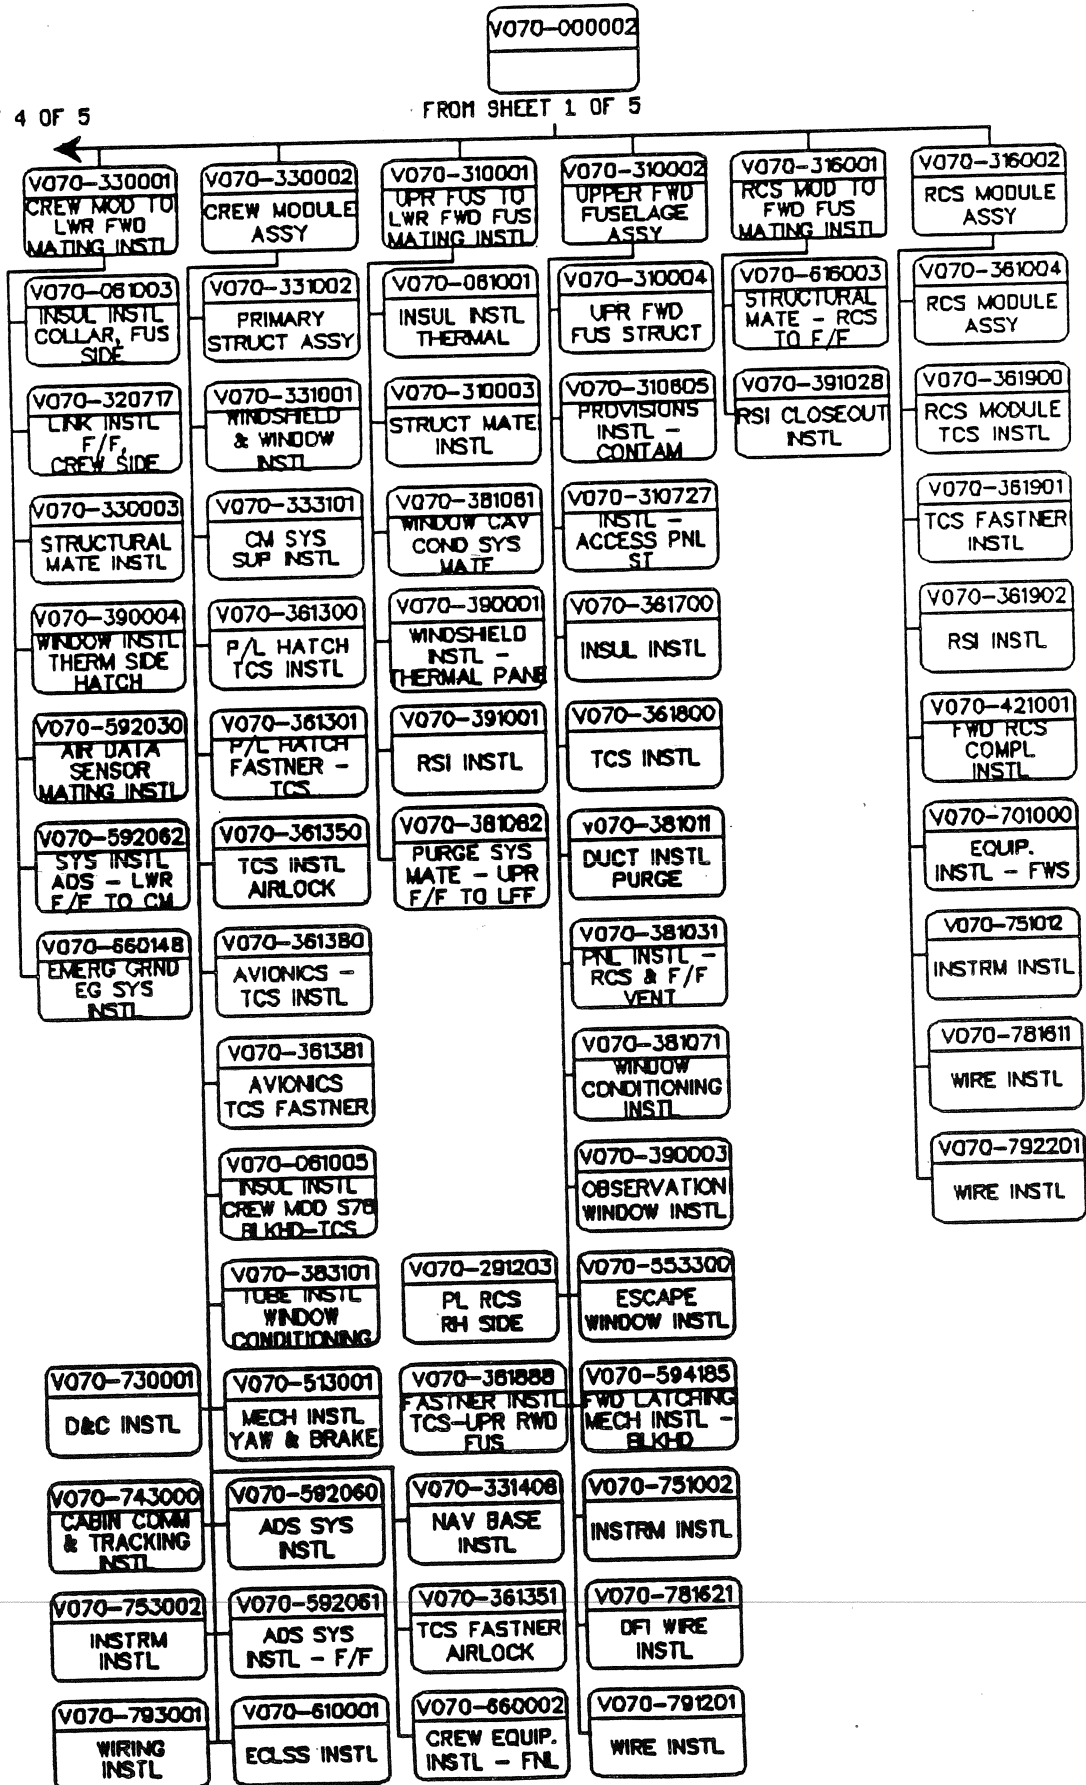 V070-000002
4 OF 5
FROM SHEET 1 OF 5
V070-330001
CREW MOD TO
LWR FWD
MATING INSTL
V070-061003
INSUL INSTL
COLLAR, FUS
SIDE
V070-320717
LINK INSTL
F/F,
CREW SIDE
V070-330003
STRUCTURAL
MATE INSTL
V070-390004
WINDOW INSTL
THERM SIDE
HATCH
V070-592030
AIR DATA
SENSOR
MATING INSTL
V070-592062
SYS INSTL
ADS - LWR
F/F TO CM
V070-660148
EMERG GRND
EG SYS
INSTL
V070-330002
CREW MODULE
ASSY
V070-331002
PRIMARY
STRUCT ASSY
V070-331001
WINDSHIELD
& WINDOW
INSTL
V070-333101
CM SYS
SUP INSTL
V070-361300
P/L HATCH
TCS INSTL
V070-361301
P/L HATCH
FASTNER -
TCS
V070-361350
TCS INSTL
AIRLOCK
V070-361380
AVIONICS -
TCS INSTL
V070-361381
AVIONICS
TCS FASTNER
V070-061005
INSUL INSTL
CREW MOD S76
BLKHD-TCS
V070-383101
TUBE INSTL
WINDOW
CONDITIONING
V070-730001
D&C INSTL
V070-513001
MECH INSTL
YAW & BRAKE
V070-743000
CABIN COMM
& TRACKING
INSTL
V070-592060
ADS SYS
INSTL
V070-753002
INSTRM
INSTL
V070-592061
ADS SYS
INSTL - F/F
V070-793001
WIRING
INSTL
V070-610001
ECLSS INSTL
V070-331406
NAV BASE
INSTL
V070-361351
TCS FASTNER
AIRLOCK
V070-660002
CREW EQUIP.
INSTL - FNL
V070-310001
UPR FUS TO
LWR FWD FUS
MATING INSTL
V070-061001
INSUL INSTL
THERMAL
V070-310003
STRUCT MATE
INSTL
V070-381061
WINDOW CAV
COND SYS
MATE
V070-390001
WINDSHIELD
INSTL -
THERMAL PANE
V070-391001
RSI INSTL
V070-381062
PURGE SYS
MATE - UPR
F/F TO LFF
V070-310002
UPPER FWD
FUSELAGE
ASSY
V070-310004
UPR FWD
FUS STRUCT
V070-310605
PROVISIONS
INSTL -
CONTAM
V070-310727
INSTL -
ACCESS PNL
ST
V070-361700
INSUL INSTL
V070-361800
TCS INSTL
v070-381011
DUCT INSTL
PURGE
V070-381031
PNL INSTL -
RCS & F/F
VENT
V070-381071
WINDOW
CONDITIONING
INSTL
V070-390003
OBSERVATION
WINDOW INSTL
V070-291203
PL RCS
RH SIDE
V070-553300
ESCAPE
WINDOW INSTL
V070-361888
FASTNER INSTL
TCS-UPR RWD
FUS
V070-594185
FWD LATCHING
MECH INSTL -
BLKHD
V070-751002
INSTRM INSTL
V070-781621
DFI WIRE
INSTL
V070-791201
WIRE INSTL
V070-316001
RCS MOD TO
FWD FUS
MATING INSTL
V070-616003
STRUCTURAL
MATE - RCS
TO F/F
V070-391028
RSI CLOSEOUT
INSTL
V070-316002
RCS MODULE
ASSY
V070-361004
RCS MODULE
ASSY
V070-361900
RCS MODULE
TCS INSTL
V070-361901
TCS FASTNER
INSTL
V070-361902
RSI INSTL
V070-421001
FWD RCS
COMPL
INSTL
V070-701000
EQUIP.
INSTL - FWS
V070-751012
INSTRM INSTL
V070-781611
WIRE INSTL
V070-792201
WIRE INSTL